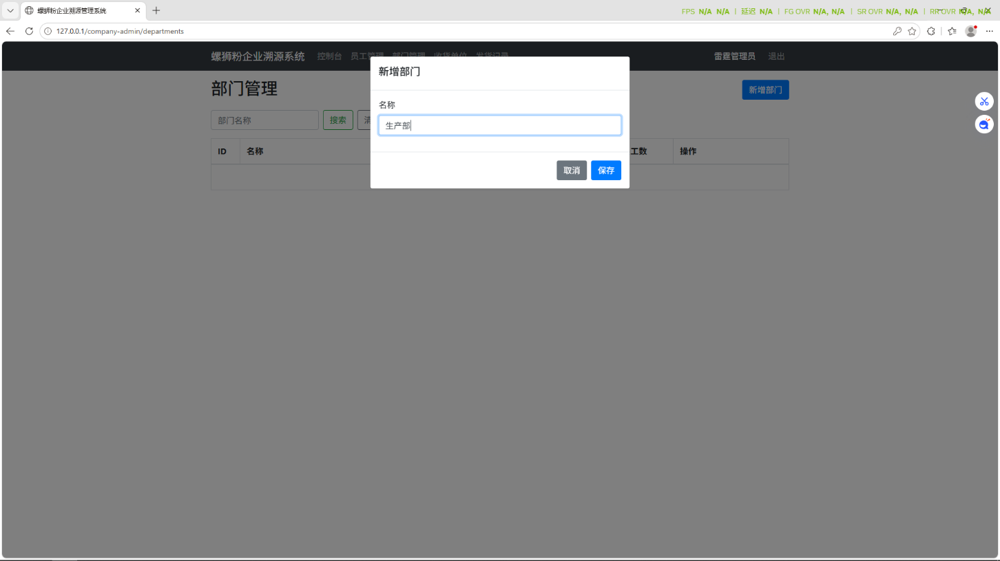 螺狮粉企业溯源管理系统
FPS N/A N/A | 延迟 N/A | FG OVR N/A, N/A | SR OVR N/A, N/A | RR OVR N/A, N/A
127.0.0.1/company-admin/departments
螺狮粉企业溯源系统 控制台 员工管理 部门管理 收货单位 发货记录 雷霆管理员 退出
新增部门
部门管理 新增部门
名称
部门名称 搜索 清
生产部
ID 名称 工数 操作
取消 保存